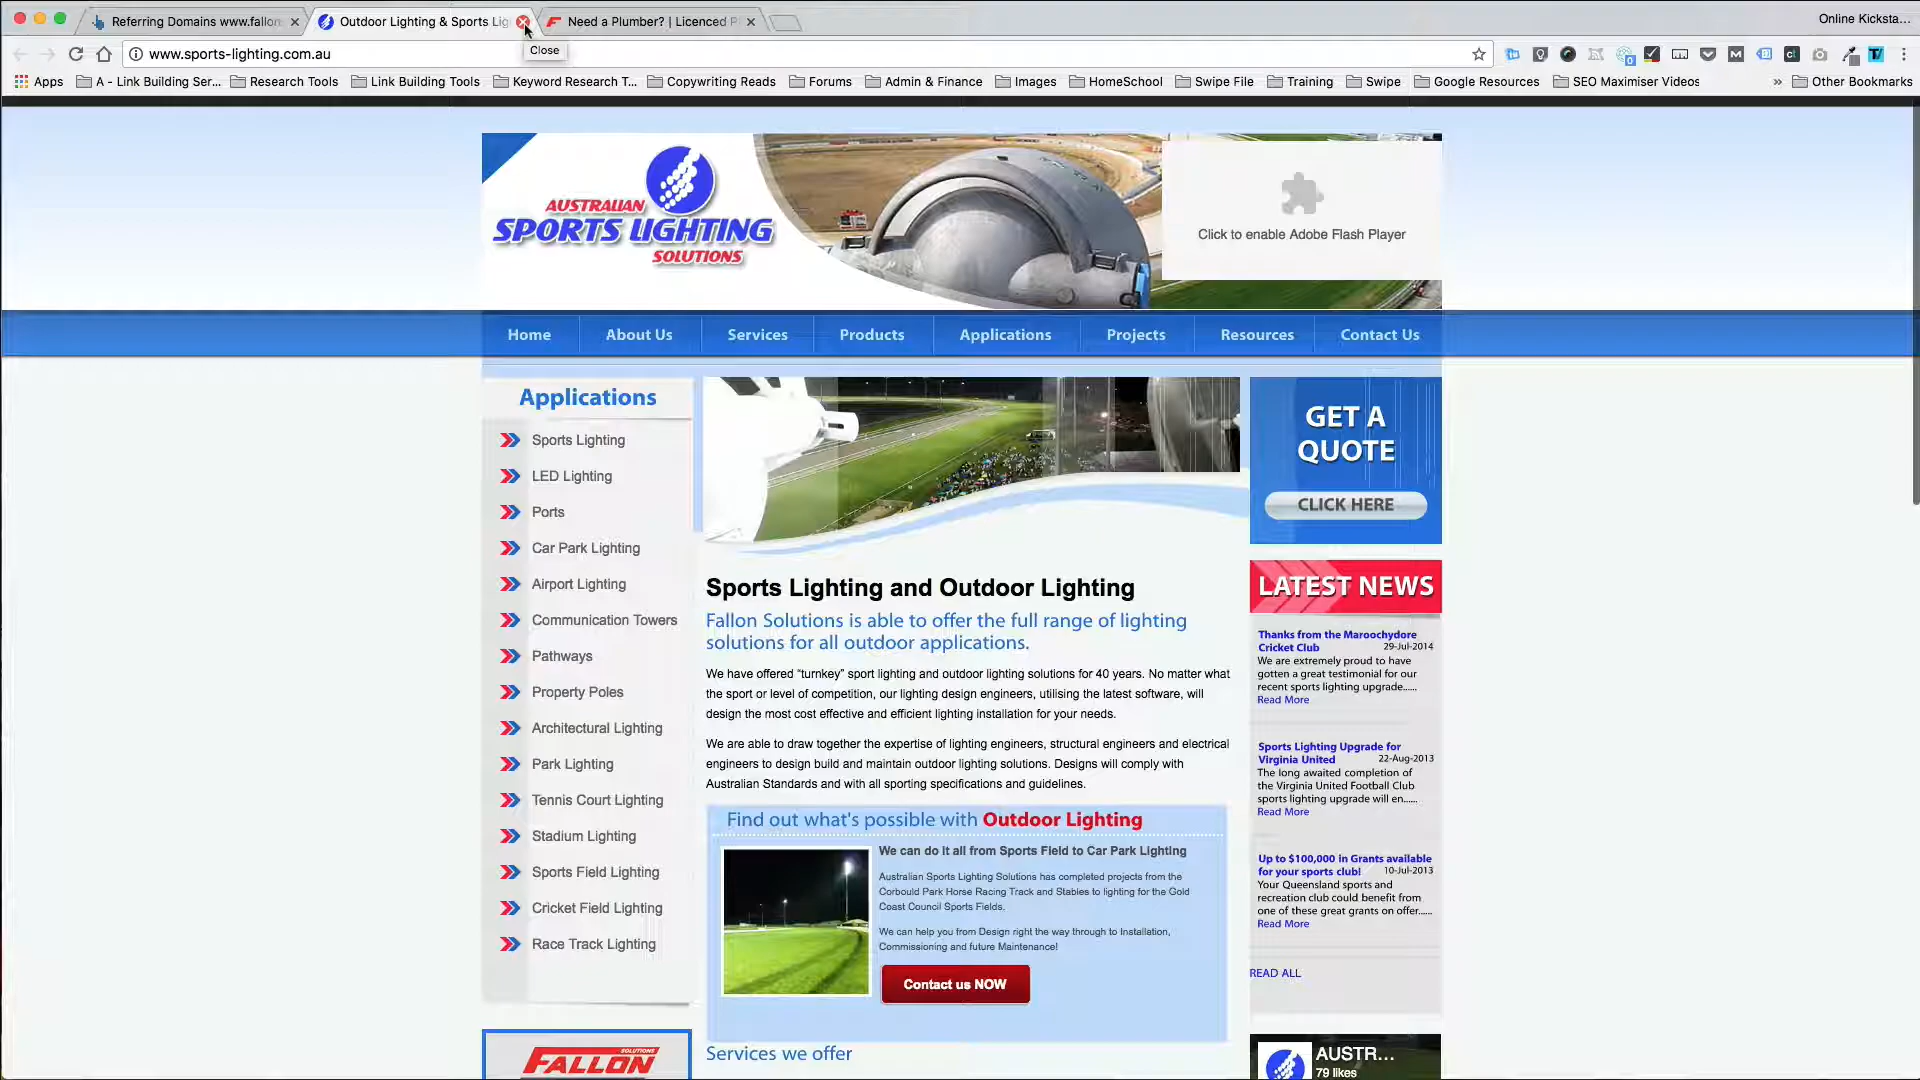 Referring Domains www.fallon
Outdoor Lighting & Sports Lig
Need a Plumber? | Licenced P
Online Kicksta...
www.sports-lighting.com.au
Close
Apps
A - Link Building Ser...
Research Tools
Link Building Tools
Keyword Research T...
Copywriting Reads
Forums
Admin & Finance
Images
HomeSchool
Swipe File
Training
Swipe
Google Resources
SEO Maximiser Videos
Other Bookmarks
AUSTRALIAN
SPORTS LIGHTING
SOLUTIONS
Click to enable Adobe Flash Player
Home
About Us
Services
Products
Applications
Projects
Resources
Contact Us
Applications
Sports Lighting
LED Lighting
Ports
Car Park Lighting
Airport Lighting
Communication Towers
Pathways
Property Poles
Architectural Lighting
Park Lighting
Tennis Court Lighting
Stadium Lighting
Sports Field Lighting
Cricket Field Lighting
Race Track Lighting
FALLON
SOLUTIONS
Sports Lighting and Outdoor Lighting
Fallon Solutions is able to offer the full range of lighting
solutions for all outdoor applications.
We have offered “turnkey” sport lighting and outdoor lighting solutions for 40 years. No matter what
the sport or level of competition, our lighting design engineers, utilising the latest software, will
design the most cost effective and efficient lighting installation for your needs.
We are able to draw together the expertise of lighting engineers, structural engineers and electrical
engineers to design build and maintain outdoor lighting solutions. Designs will comply with
Australian Standards and with all sporting specifications and guidelines.
Find out what's possible with Outdoor Lighting
We can do it all from Sports Field to Car Park Lighting
Australian Sports Lighting Solutions has completed projects from the
Corbould Park Horse Racing Track and Stables to lighting for the Gold
Coast Council Sports Fields.
We can help you from Design right the way through to Installation,
Commissioning and future Maintenance!
Contact us NOW
Services we offer
GET A
QUOTE
CLICK HERE
LATEST NEWS
Thanks from the Maroochydore
Cricket Club 29-Jul-2014
We are extremely proud to have
gotten a great testimonial for our
recent sports lighting upgrade......
Read More
Sports Lighting Upgrade for
Virginia United 22-Aug-2013
The long awaited completion of
the Virginia United Football Club
sports lighting upgrade will en......
Read More
Up to $100,000 in Grants available
for your sports club! 10-Jul-2013
Your Queensland sports and
recreation club could benefit from
one of these great grants on offer......
Read More
READ ALL
AUSTR...
79 likes